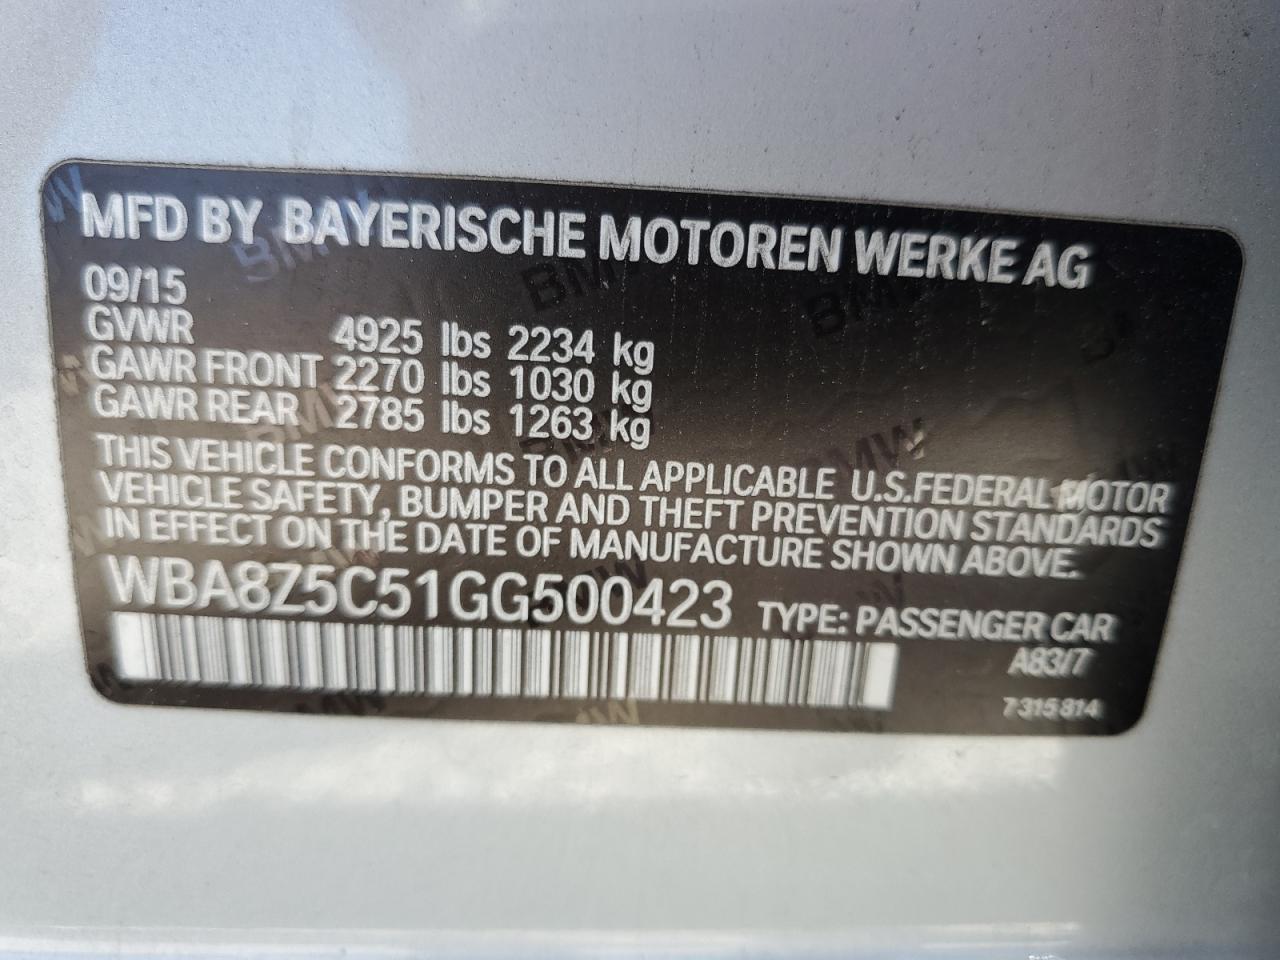 MFD BY BAYERISCHE MOTOREN WERKE AG
09/15
GVWR 4925 lbs 2234 kg
GAWR FRONT 2270 lbs 1030 kg
GAWR REAR 2785 lbs 1263 kg
THIS VEHICLE CONFORMS TO ALL APPLICABLE U.S.FEDERAL MOTOR
VEHICLE SAFETY, BUMPER AND THEFT PREVENTION STANDARDS
IN EFFECT ON THE DATE OF MANUFACTURE SHOWN ABOVE.
WBA8Z5C51GG500423 TYPE: PASSENGER CAR
A83/7
7 315 814